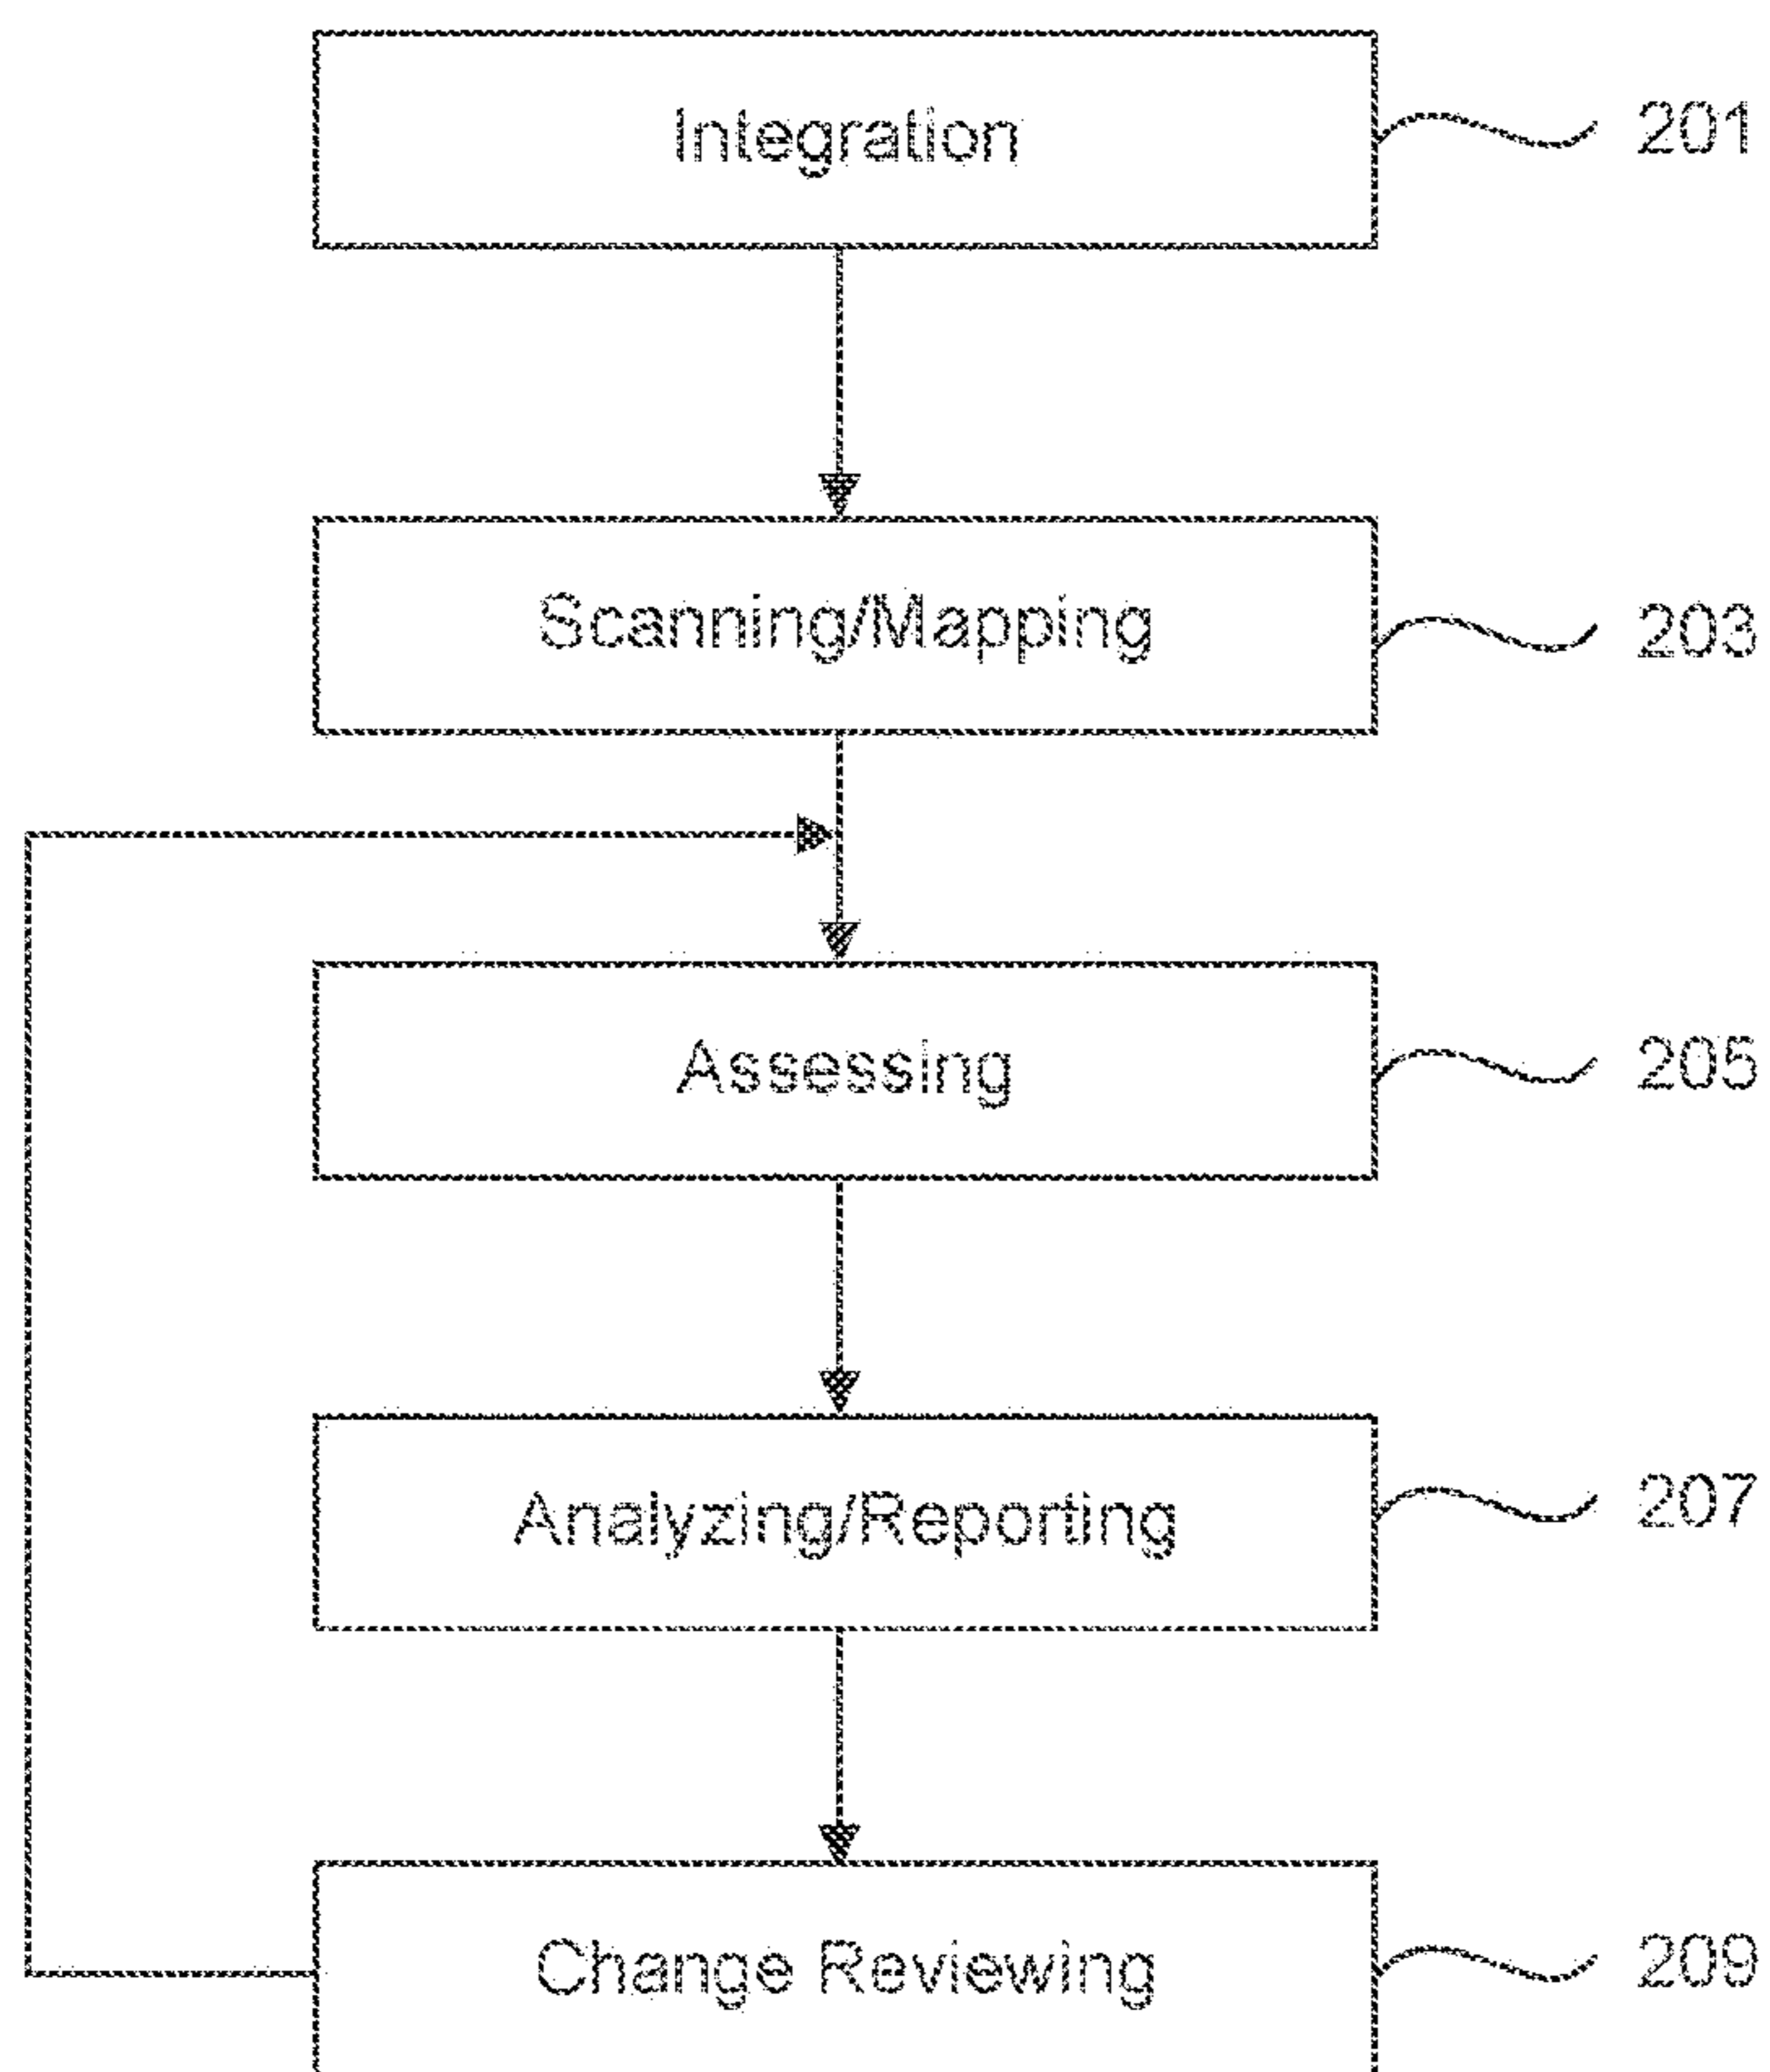 Integration 201
Scanning/Mapping 203
Assessing 205
Analyzing/Reporting 207
Change Reviewing 209